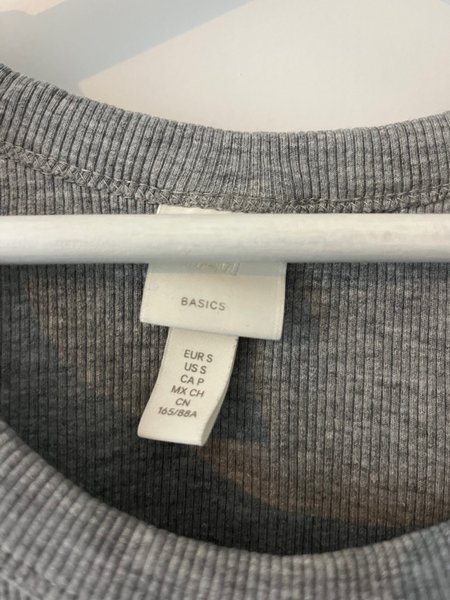 BASICS
EUR S
US S
CA P
MX CH
CN
165/88A